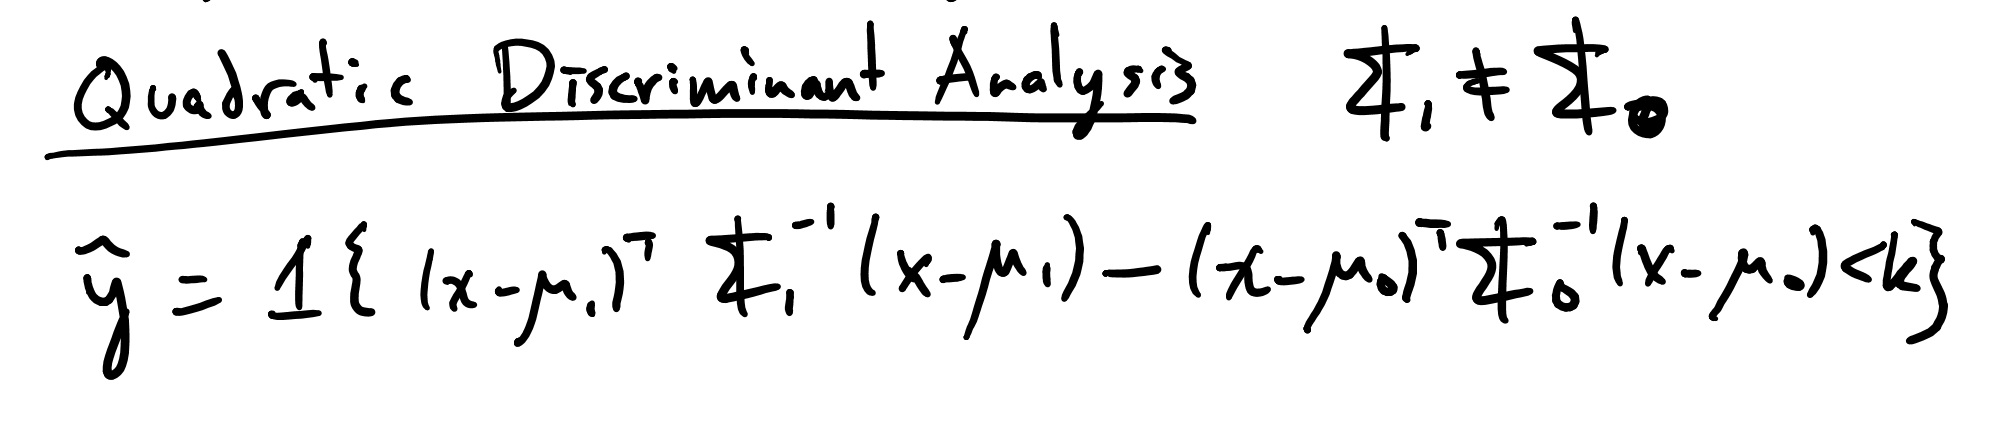 Quadratic Discriminant Analysis Σ₁ ≠ Σ₀
ŷ = 1{ (x-μ₁)ᵀ Σ₁⁻¹ (x-μ₁) - (x-μ₀)ᵀ Σ₀⁻¹ (x-μ₀) < k }